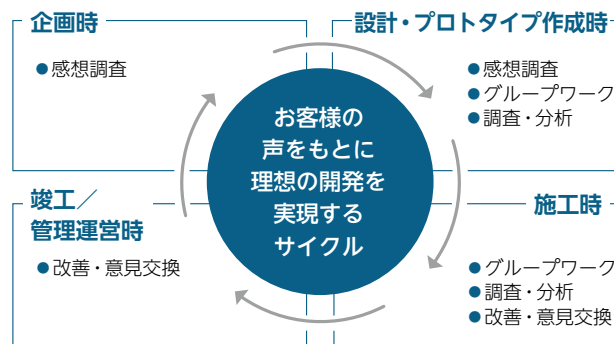 企画時
●感想調査
設計・プロトタイプ作成時
●感想調査
●グループワーク
●調査・分析
お客様の
声をもとに
理想の開発を
実現する
サイクル
竣工／
管理運営時
●改善・意見交換
施工時
●グループワーク
●調査・分析
●改善・意見交換